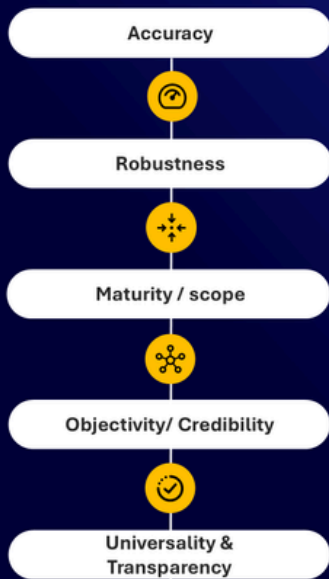 Accuracy
Robustness
Maturity / scope
Objectivity/ Credibility
Universality &
Transparency